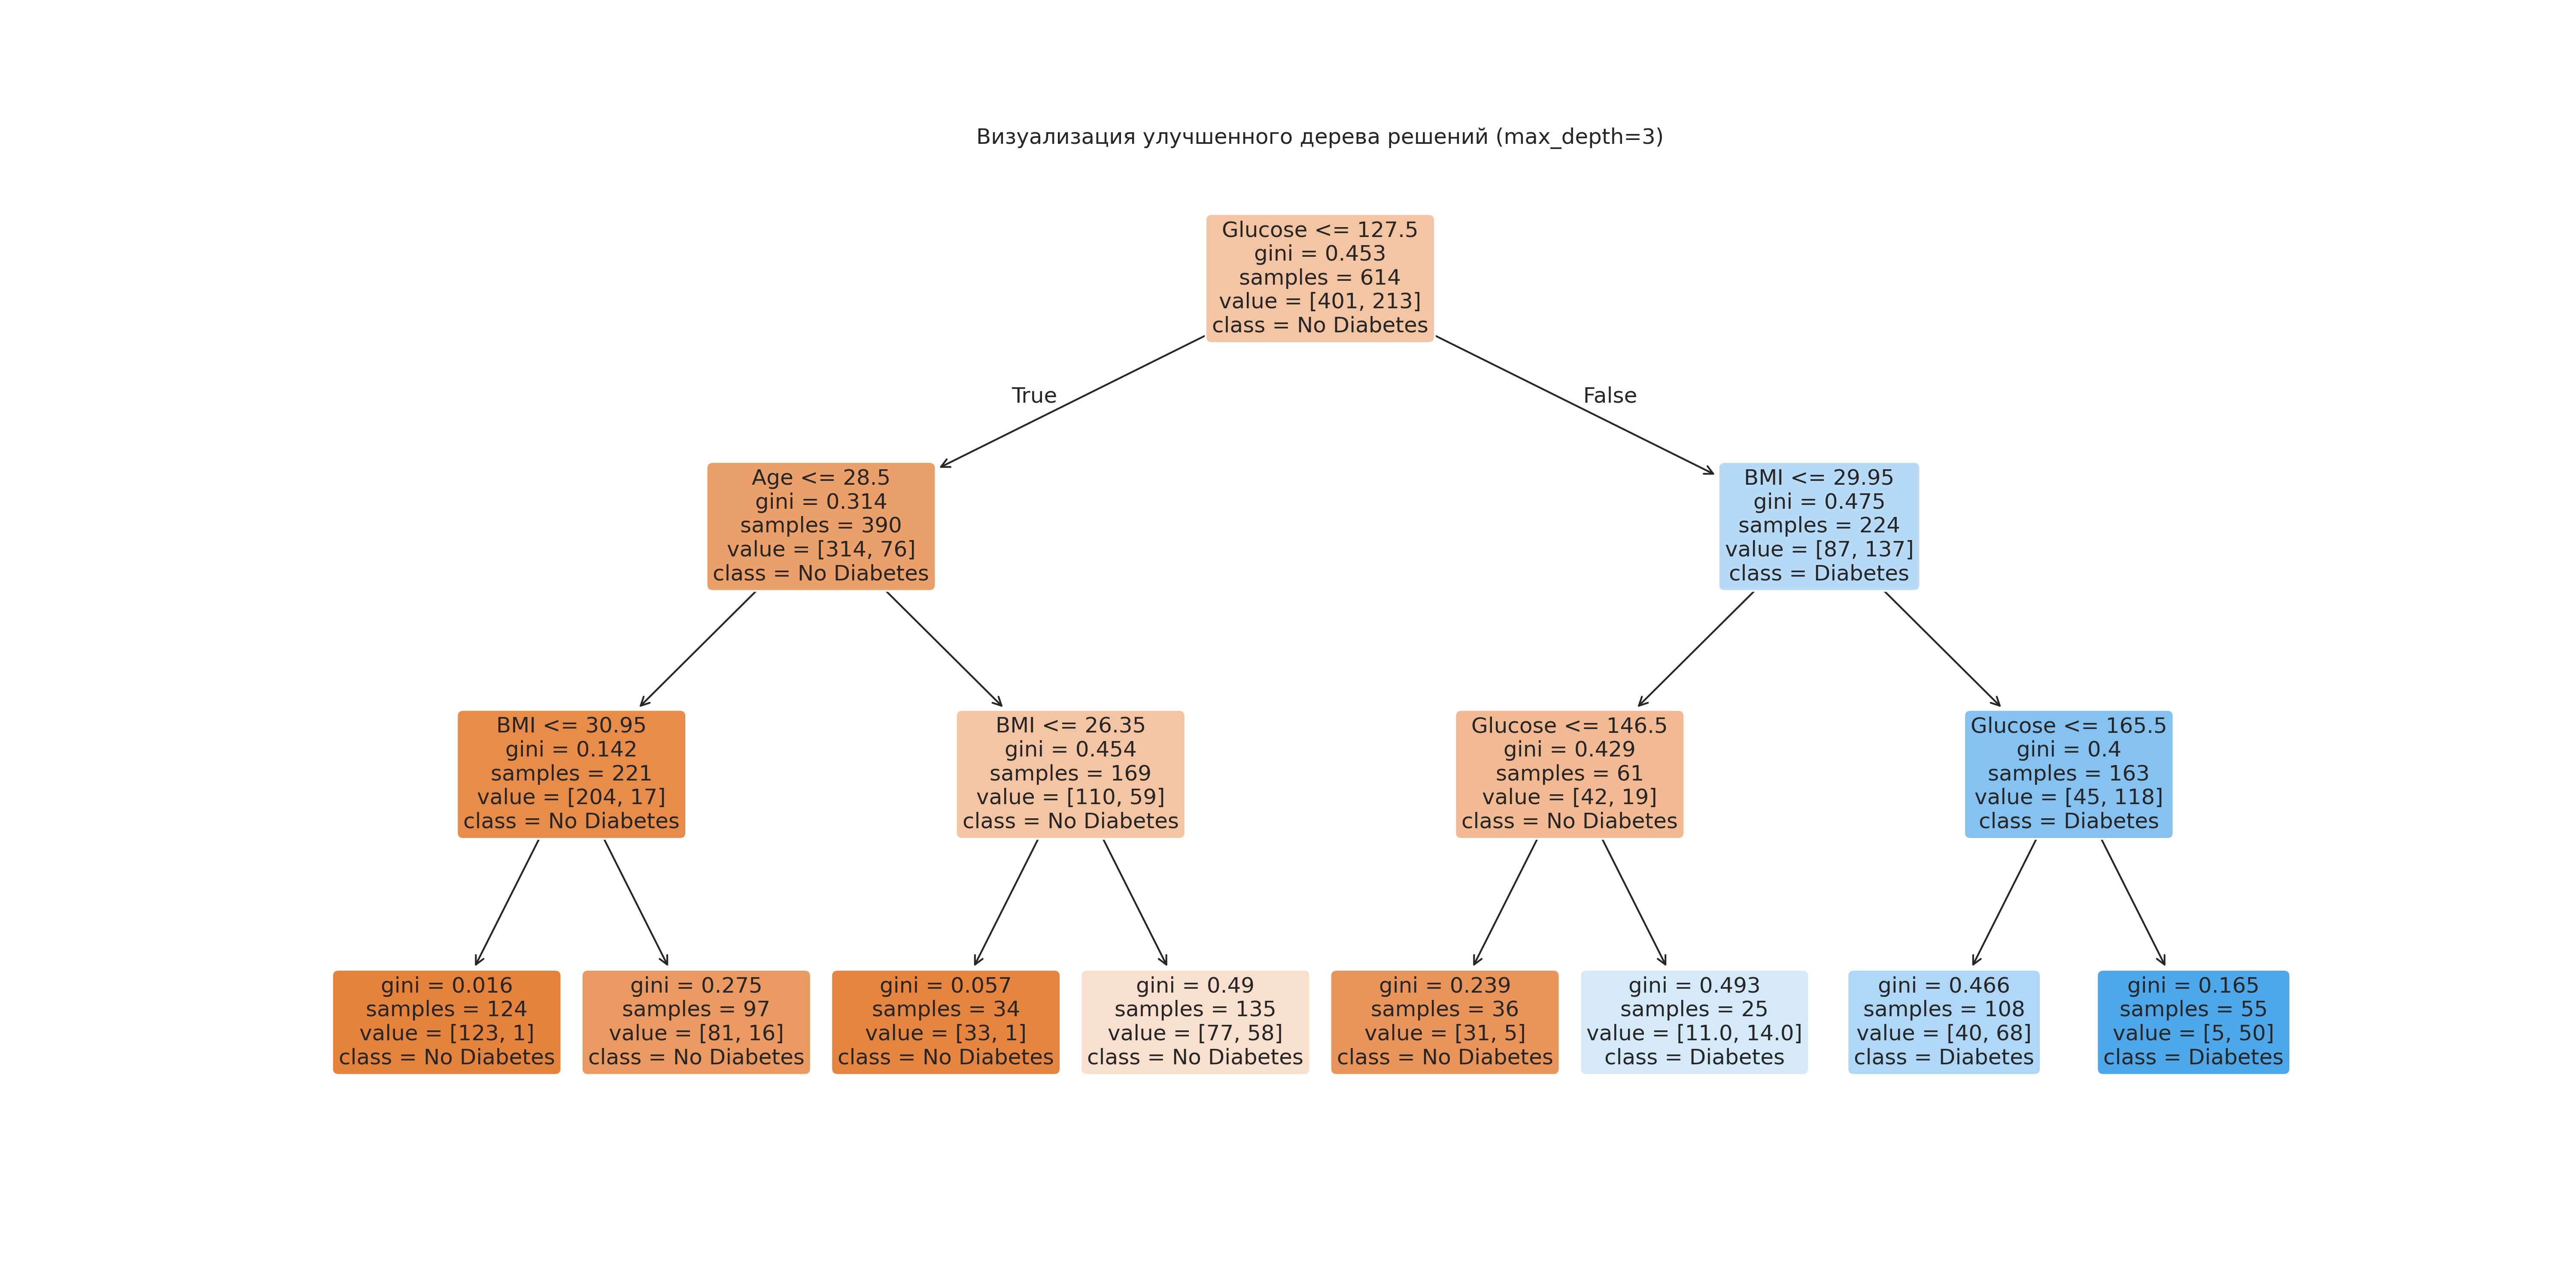 Визуализация улучшенного дерева решений (max_depth=3)
Glucose <= 127.5
gini = 0.453
samples = 614
value = [401, 213]
class = No Diabetes
True
False
Age <= 28.5
gini = 0.314
samples = 390
value = [314, 76]
class = No Diabetes
BMI <= 29.95
gini = 0.475
samples = 224
value = [87, 137]
class = Diabetes
BMI <= 30.95
gini = 0.142
samples = 221
value = [204, 17]
class = No Diabetes
BMI <= 26.35
gini = 0.454
samples = 169
value = [110, 59]
class = No Diabetes
Glucose <= 146.5
gini = 0.429
samples = 61
value = [42, 19]
class = No Diabetes
Glucose <= 165.5
gini = 0.4
samples = 163
value = [45, 118]
class = Diabetes
gini = 0.016
samples = 124
value = [123, 1]
class = No Diabetes
gini = 0.275
samples = 97
value = [81, 16]
class = No Diabetes
gini = 0.057
samples = 34
value = [33, 1]
class = No Diabetes
gini = 0.49
samples = 135
value = [77, 58]
class = No Diabetes
gini = 0.239
samples = 36
value = [31, 5]
class = No Diabetes
gini = 0.493
samples = 25
value = [11.0, 14.0]
class = Diabetes
gini = 0.466
samples = 108
value = [40, 68]
class = Diabetes
gini = 0.165
samples = 55
value = [5, 50]
class = Diabetes